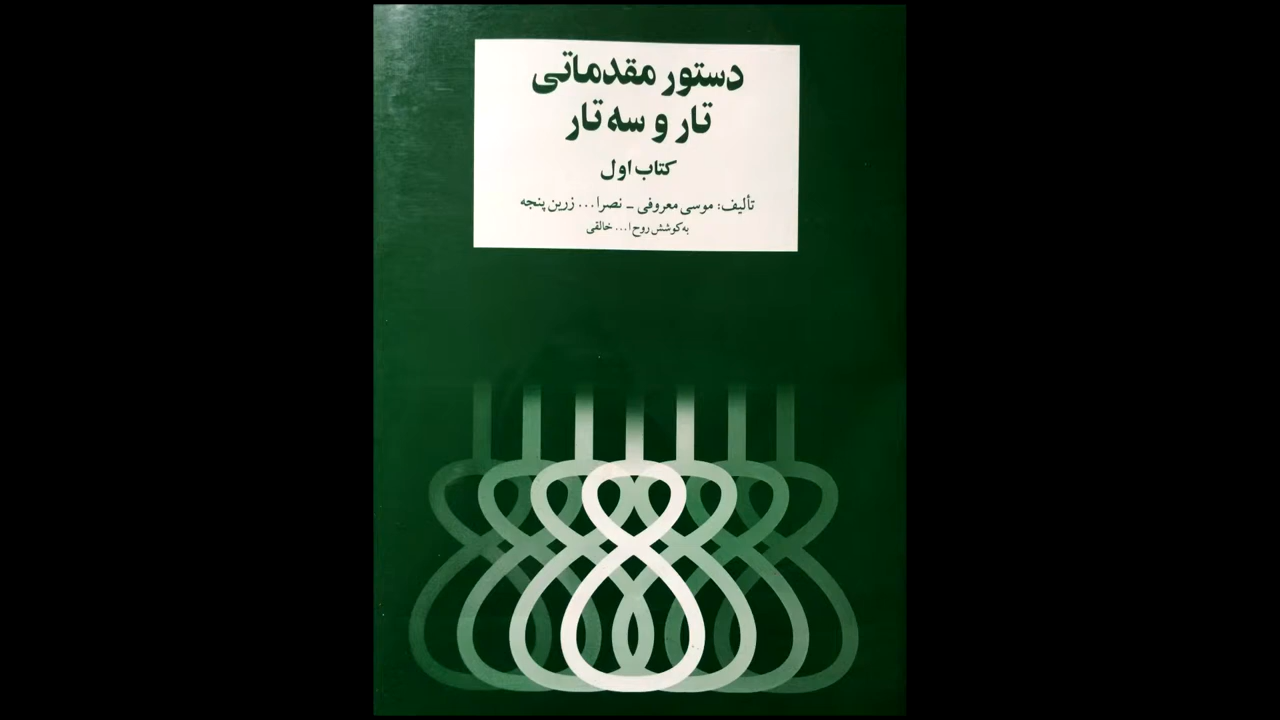 دستور مقدماتی
تار و سه تار
کتاب اول
تألیف: موسی معروفی - نصرا... زرین پنجه
به کوشش روح ا... خالقی